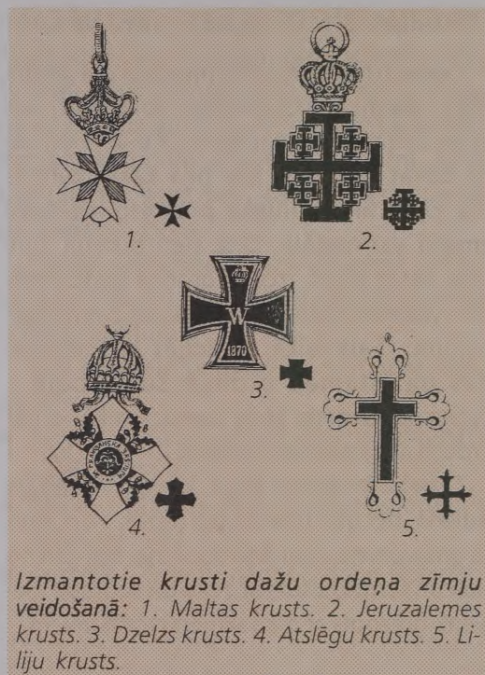 1.
2.
W
1870
3.
4.
5.
Izmantotie krusti dažu ordeņa zīmju
veidošanā: 1. Maltas krusts. 2. Jeruzalemes
krusts. 3. Dzelzs krusts. 4. Atslēgu krusts. 5. Li-
liju krusts.